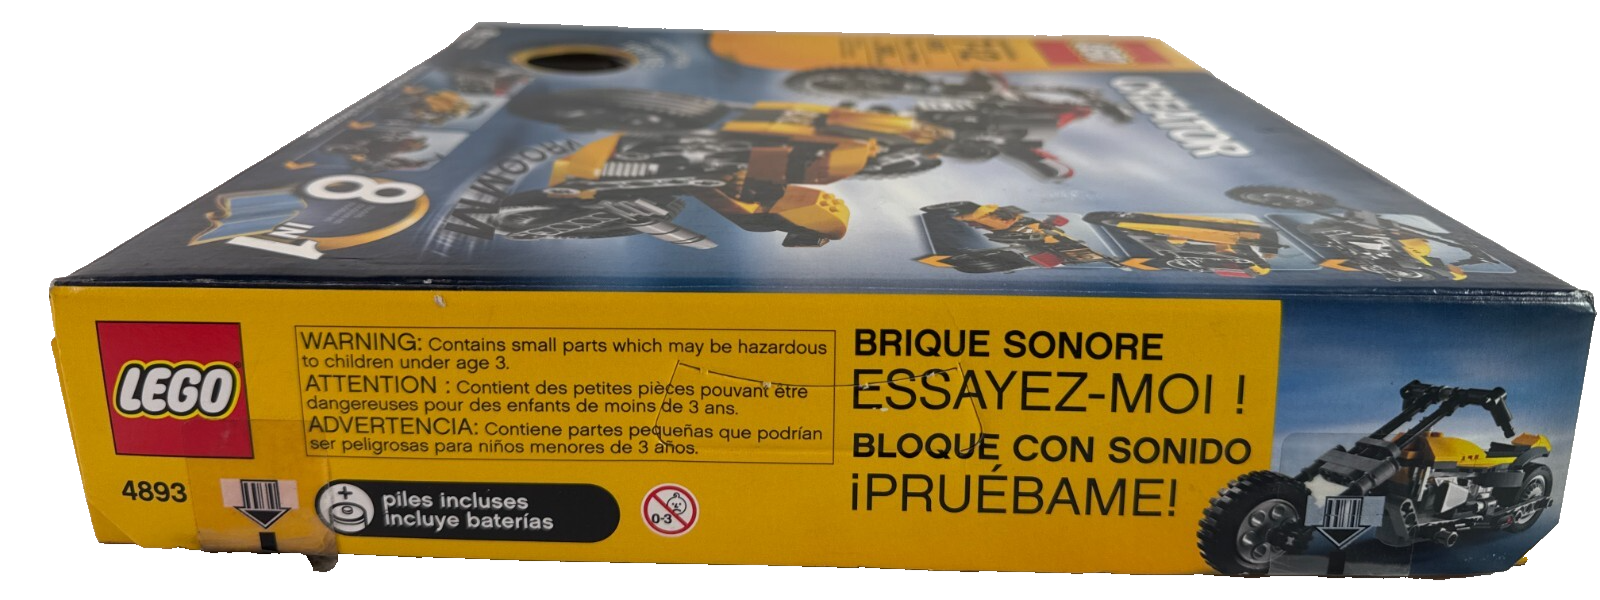 LEGO
CREATOR
8
IN
1
VAROOOM!
LEGO
4893
WARNING: Contains small parts which may be hazardous
to children under age 3.
ATTENTION : Contient des petites pièces pouvant être
dangereuses pour des enfants de moins de 3 ans.
ADVERTENCIA: Contiene partes pequeñas que podrían
ser peligrosas para niños menores de 3 años.
piles incluses
incluye baterías
0-3
BRIQUE SONORE
ESSAYEZ-MOI !
BLOQUE CON SONIDO
¡PRUÉBAME!